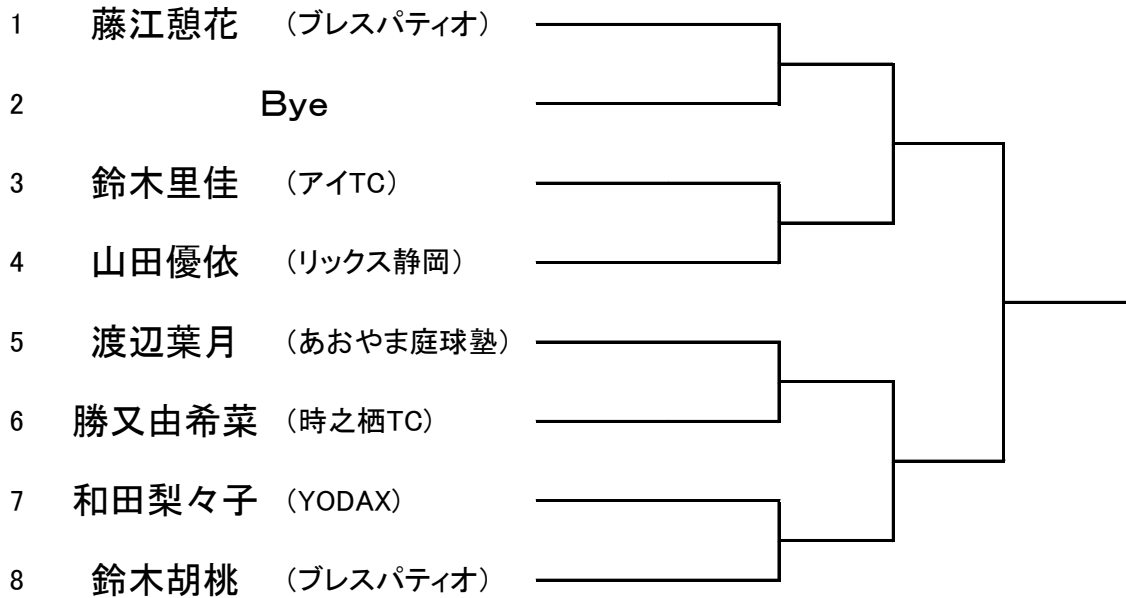 1 藤江憩花 （ブレスパティオ）
2 Bye
3 鈴木里佳 （アイTC）
4 山田優依 （リックス静岡）
5 渡辺葉月 （あおやま庭球塾）
6 勝又由希菜 （時之栖TC）
7 和田梨々子 （YODAX）
8 鈴木胡桃 （ブレスパティオ）